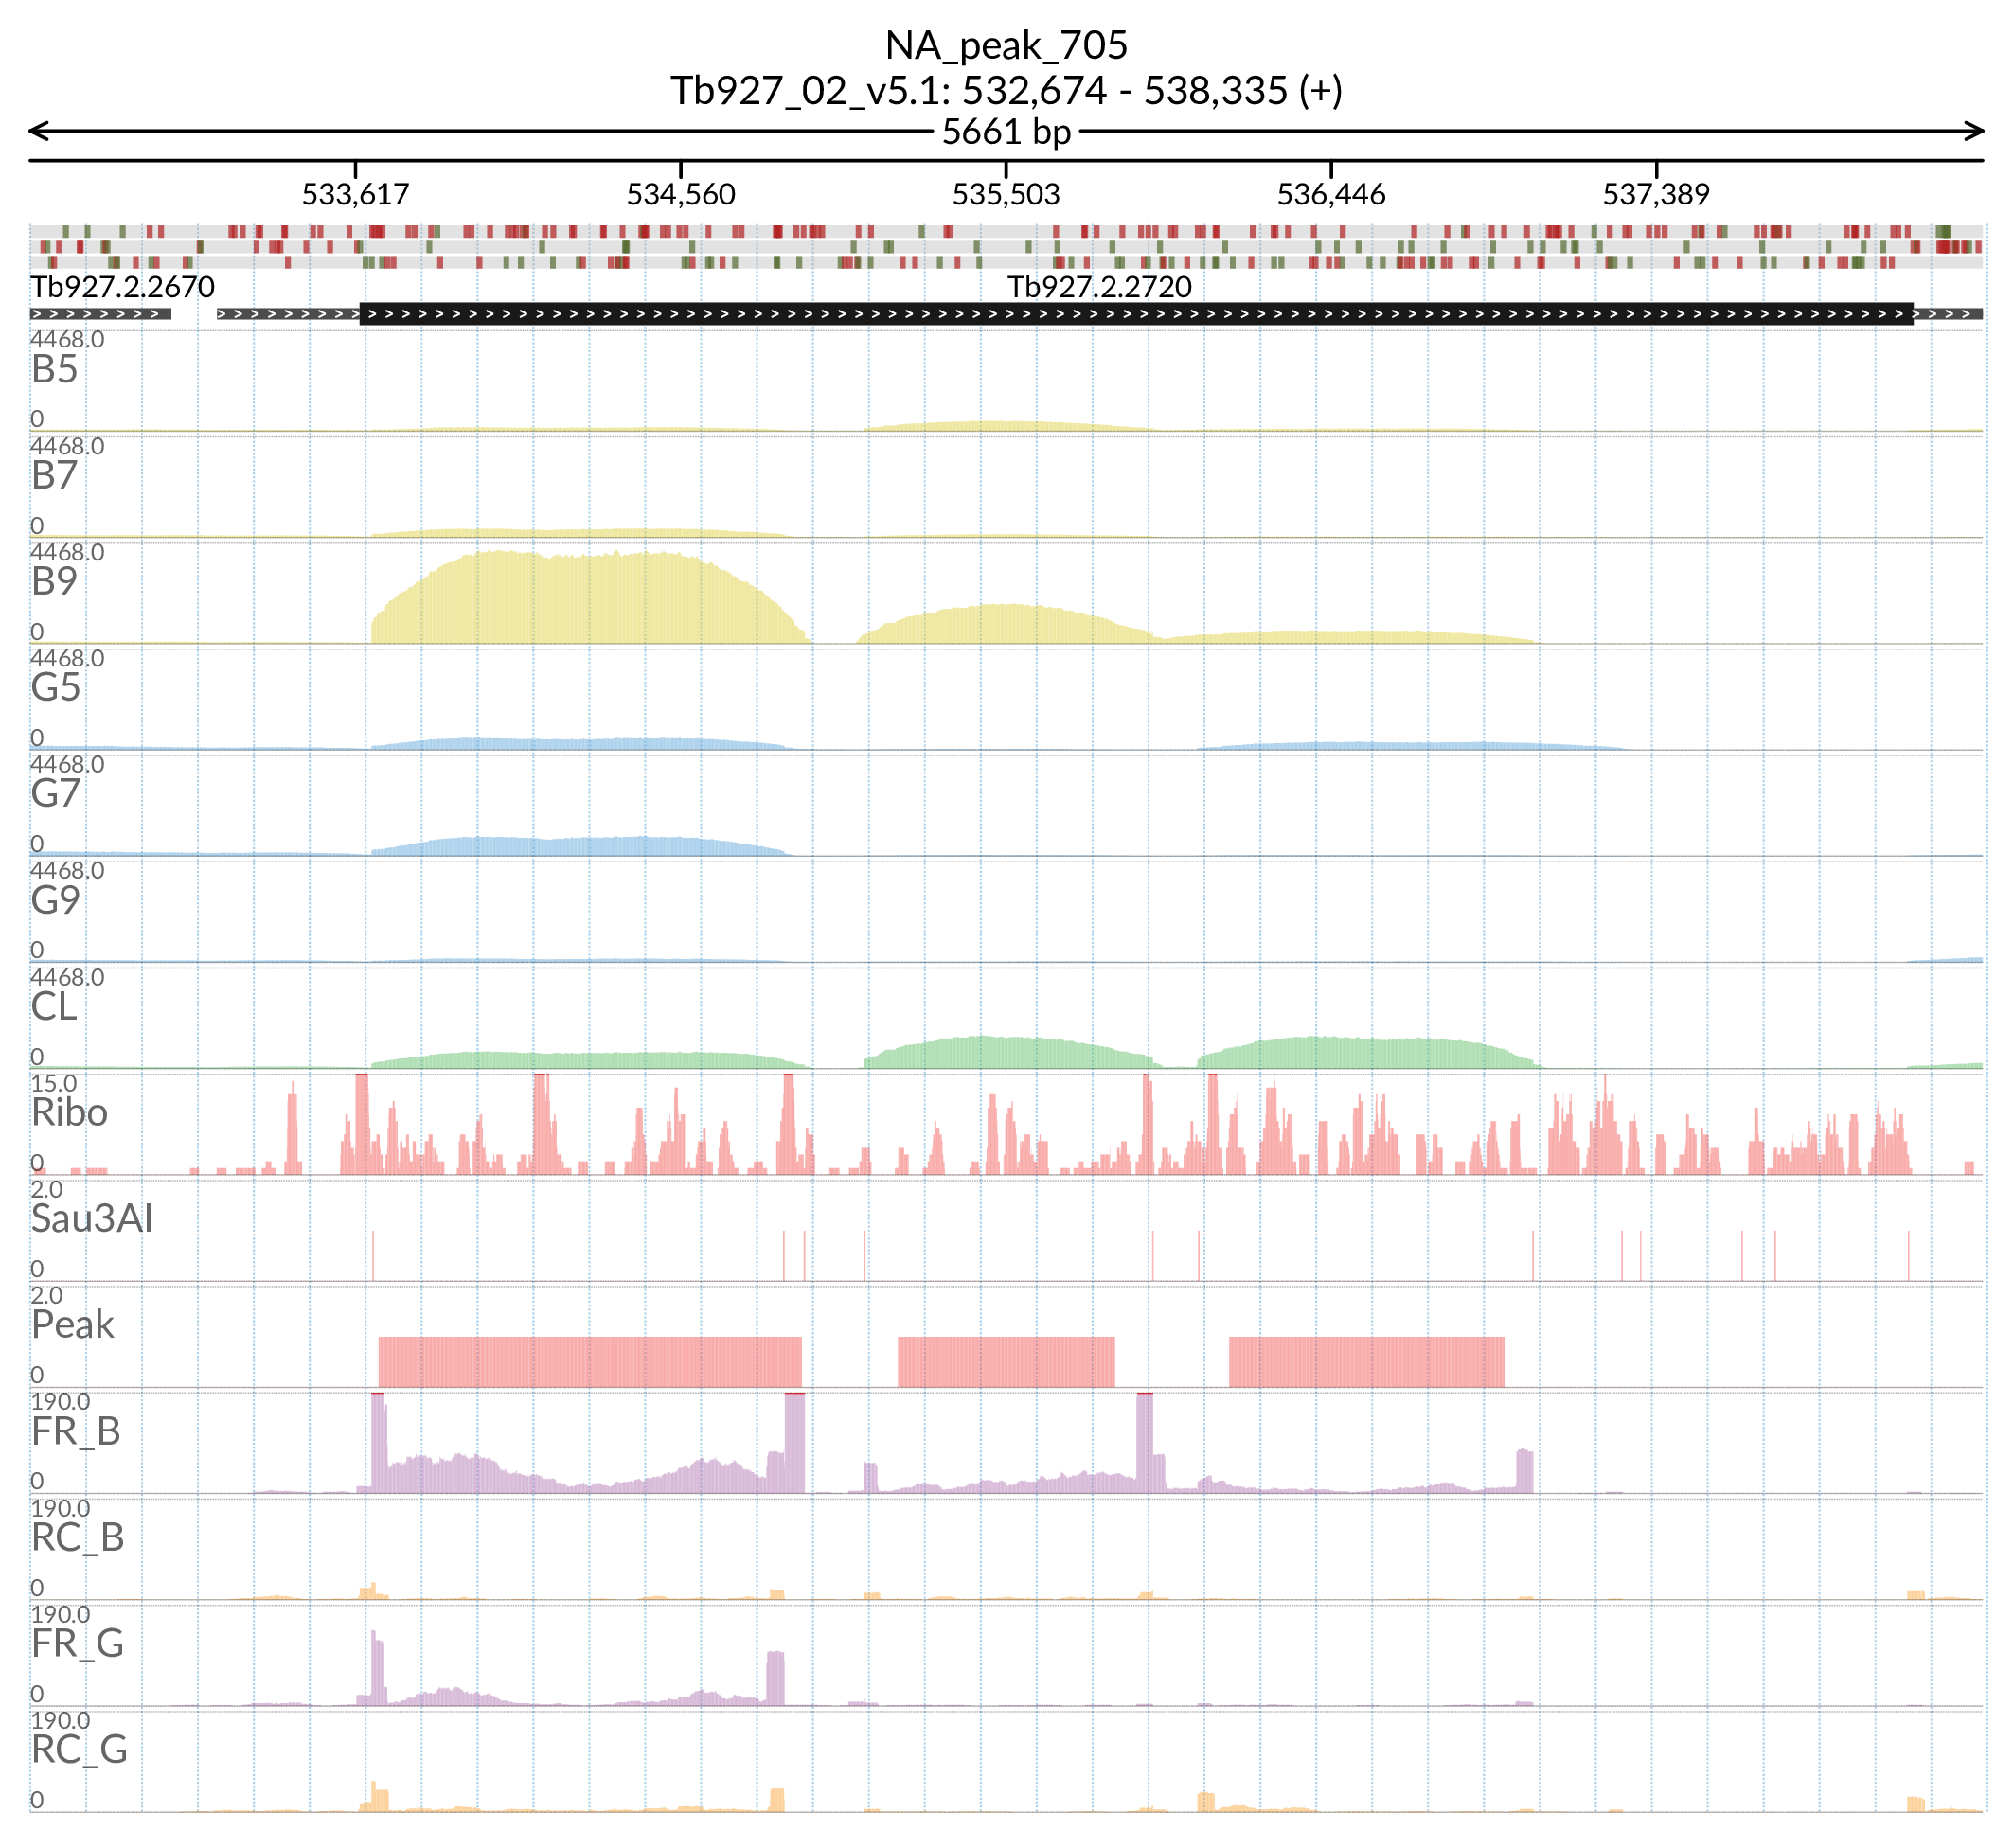 NA_peak_705
Tb927_02_v5.1: 532,674 - 538,335 (+)
5661 bp
533,617 534,560 535,503 536,446 537,389
Tb927.2.2670 Tb927.2.2720
4468.0
B5
0
4468.0
B7
0
4468.0
B9
0
4468.0
G5
0
4468.0
G7
0
4468.0
G9
0
4468.0
CL
0
15.0
Ribo
0
2.0
Sau3AI
0
2.0
Peak
0
190.0
FR_B
0
190.0
RC_B
0
190.0
FR_G
0
190.0
RC_G
0